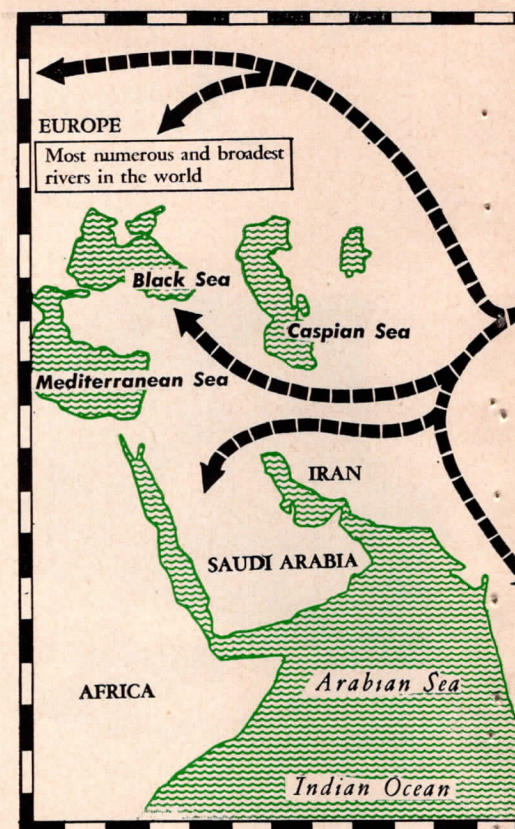 EUROPE
Most numerous and broadest
rivers in the world
Black Sea
Caspian Sea
Mediterranean Sea
IRAN
SAUDI ARABIA
AFRICA
Arabian Sea
Indian Ocean